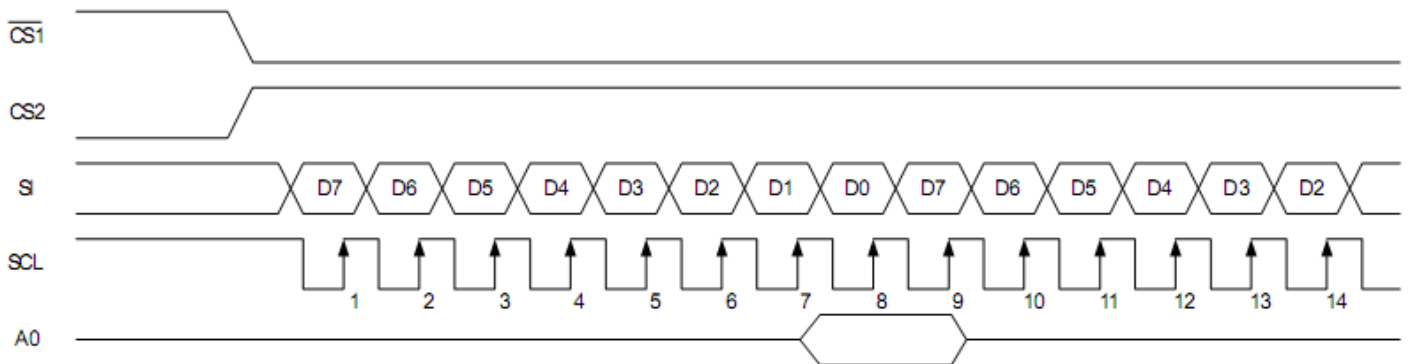 CS1
CS2
SI D7 D6 D5 D4 D3 D2 D1 D0 D7 D6 D5 D4 D3 D2
SCL
1 2 3 4 5 6 7 8 9 10 11 12 13 14
A0